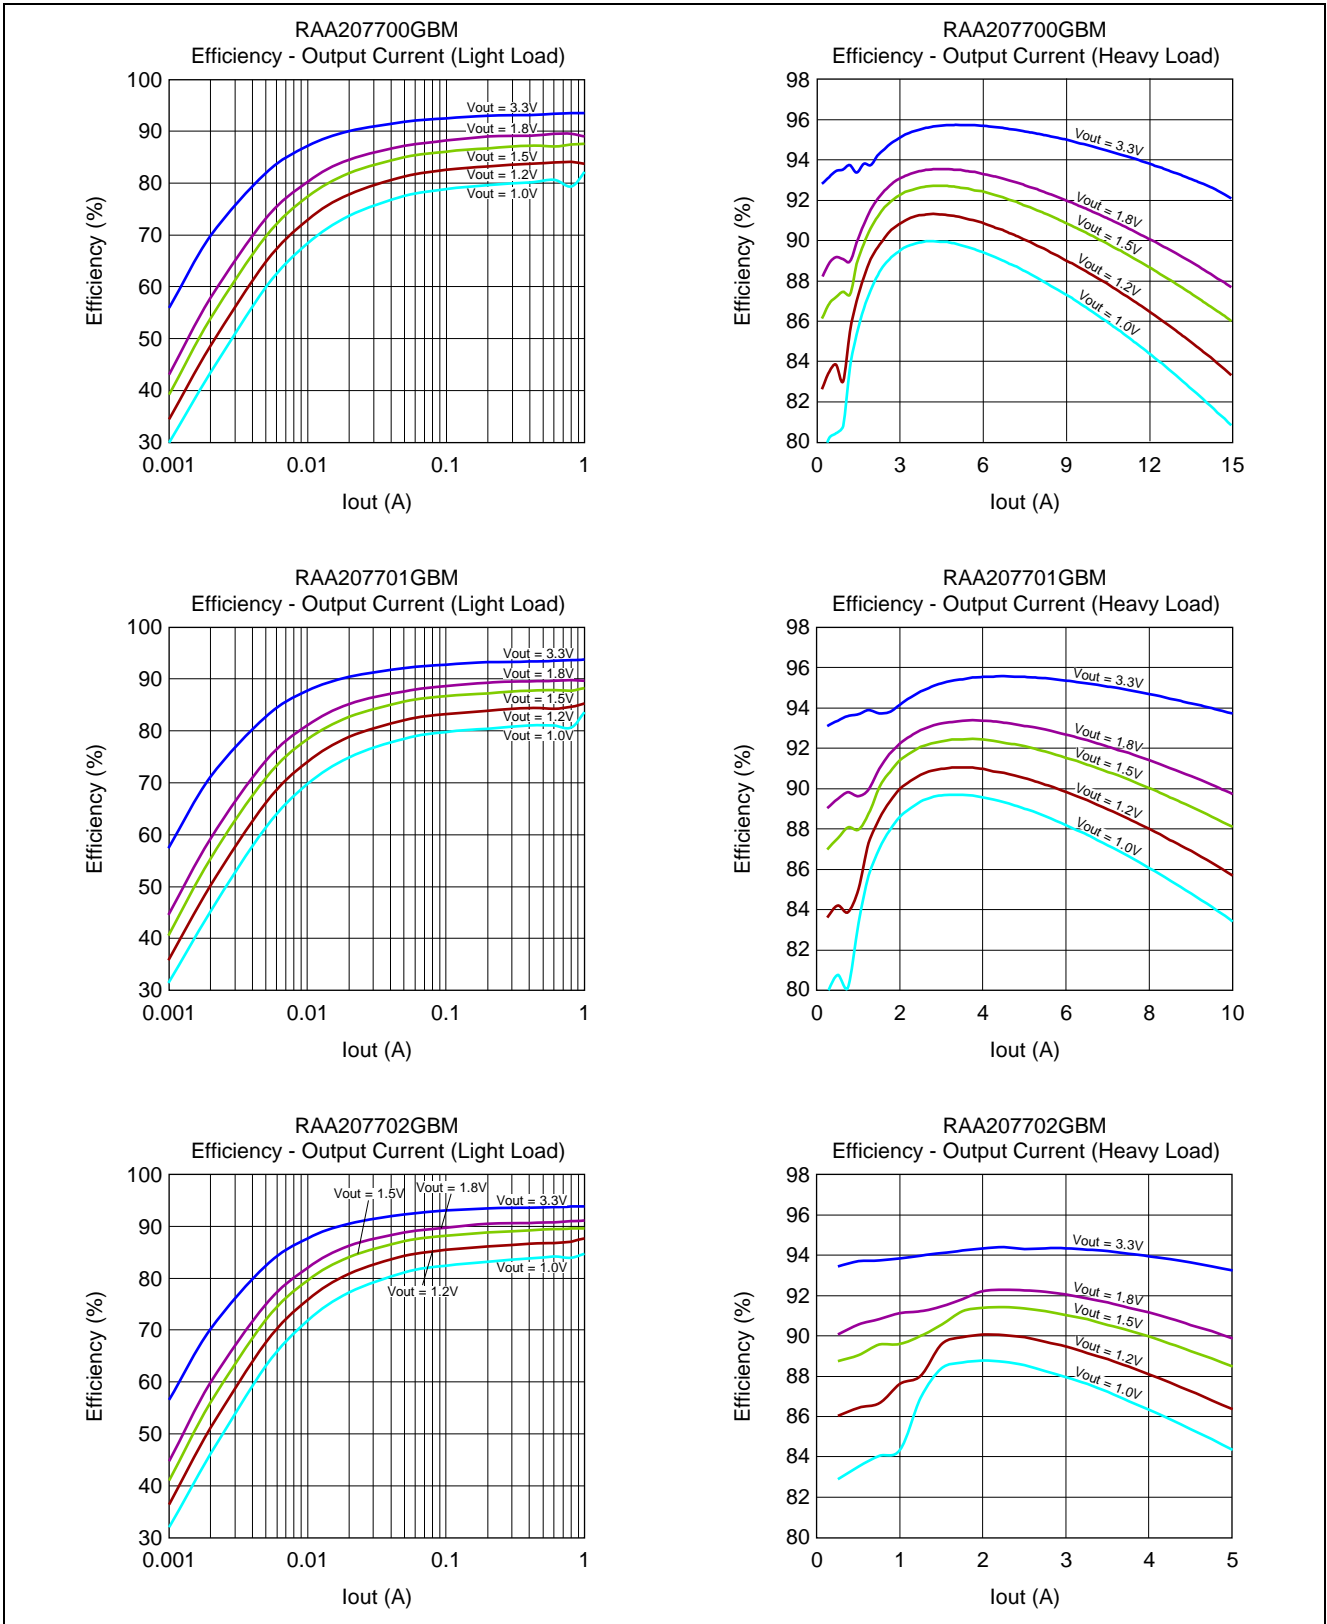 RAA207700GBM
Efficiency - Output Current (Light Load)
100
90
80
70
60
50
40
30
Efficiency (%)
Vout = 3.3V
Vout = 1.8V
Vout = 1.5V
Vout = 1.2V
Vout = 1.0V
0.001
0.01
0.1
1
Iout (A)
RAA207700GBM
Efficiency - Output Current (Heavy Load)
98
96
94
92
90
88
86
84
82
80
Efficiency (%)
Vout = 3.3V
Vout = 1.8V
Vout = 1.5V
Vout = 1.2V
Vout = 1.0V
0
3
6
9
12
15
Iout (A)
RAA207701GBM
Efficiency - Output Current (Light Load)
100
90
80
70
60
50
40
30
Efficiency (%)
Vout = 3.3V
Vout = 1.8V
Vout = 1.5V
Vout = 1.2V
Vout = 1.0V
0.001
0.01
0.1
1
Iout (A)
RAA207701GBM
Efficiency - Output Current (Heavy Load)
98
96
94
92
90
88
86
84
82
80
Efficiency (%)
Vout = 3.3V
Vout = 1.8V
Vout = 1.5V
Vout = 1.2V
Vout = 1.0V
0
2
4
6
8
10
Iout (A)
RAA207702GBM
Efficiency - Output Current (Light Load)
100
90
80
70
60
50
40
30
Efficiency (%)
Vout = 1.5V
Vout = 1.8V
Vout = 3.3V
Vout = 1.0V
Vout = 1.2V
0.001
0.01
0.1
1
Iout (A)
RAA207702GBM
Efficiency - Output Current (Heavy Load)
98
96
94
92
90
88
86
84
82
80
Efficiency (%)
Vout = 3.3V
Vout = 1.8V
Vout = 1.5V
Vout = 1.2V
Vout = 1.0V
0
1
2
3
4
5
Iout (A)